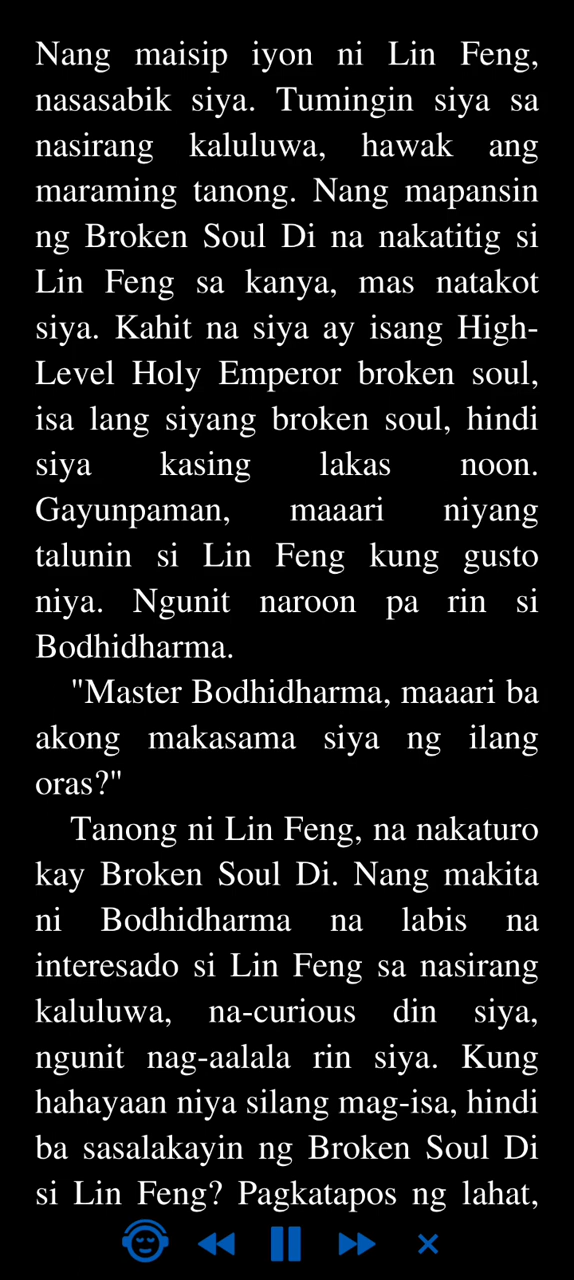 Nang maisip iyon ni Lin Feng,
nasasabik siya. Tumingin siya sa
nasirang kaluluwa, hawak ang
maraming tanong. Nang mapansin
ng Broken Soul Di na nakatitig si
Lin Feng sa kanya, mas natakot
siya. Kahit na siya ay isang High-
Level Holy Emperor broken soul,
isa lang siyang broken soul, hindi
siya kasing lakas noon.
Gayunpaman, maaari niyang
talunin si Lin Feng kung gusto
niya. Ngunit naroon pa rin si
Bodhidharma.
"Master Bodhidharma, maaari ba
akong makasama siya ng ilang
oras?"
Tanong ni Lin Feng, na nakaturo
kay Broken Soul Di. Nang makita
ni Bodhidharma na labis na
interesado si Lin Feng sa nasirang
kaluluwa, na-curious din siya,
ngunit nag-aalala rin siya. Kung
hahayaan niya silang mag-isa, hindi
ba sasalakayin ng Broken Soul Di
si Lin Feng? Pagkatapos ng lahat,